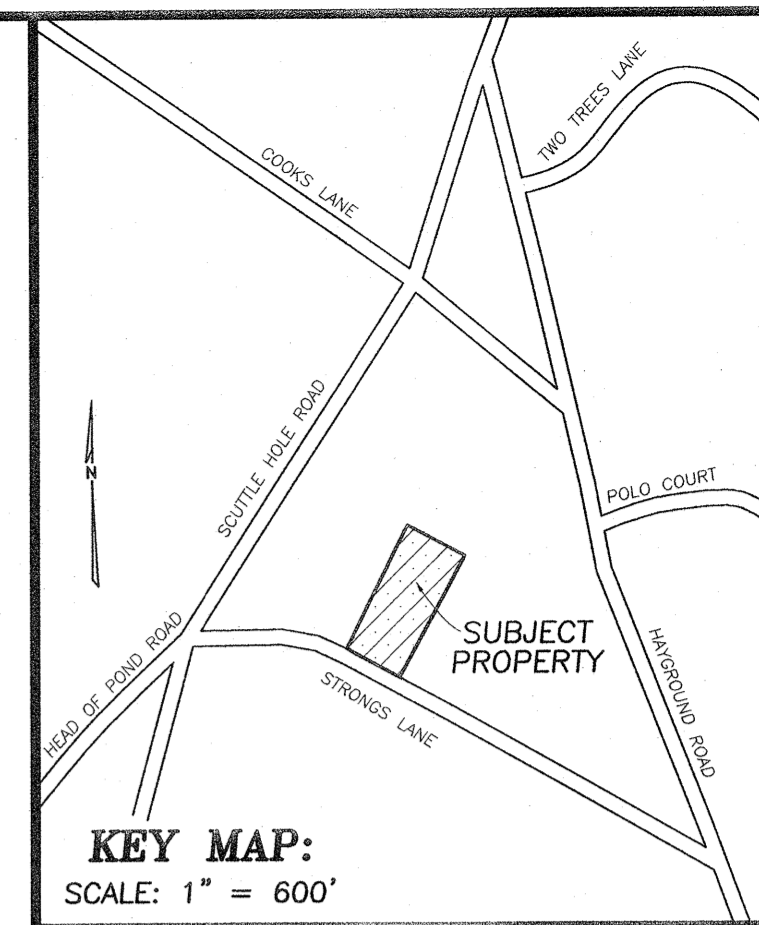 TWO TREES LANE
COOKS LANE
SCUTTLE HOLE ROAD
N
POLO COURT
SUBJECT
PROPERTY
HEAD OF POND ROAD
STRONGS LANE
HAYGROUND ROAD
KEY MAP:
SCALE: 1" = 600'